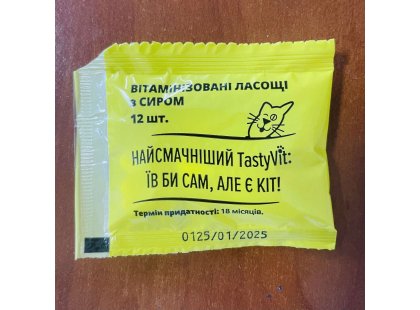 ВІТАМІНІЗОВАНІ ЛАСОЩІ
з СИРОМ
12 шт.
НАЙСМАЧНІШИЙ TastyVit:
ЇВ БИ САМ, АЛЕ Є КІТ!
Термін придатності: 18 місяців.
0125/01/2025